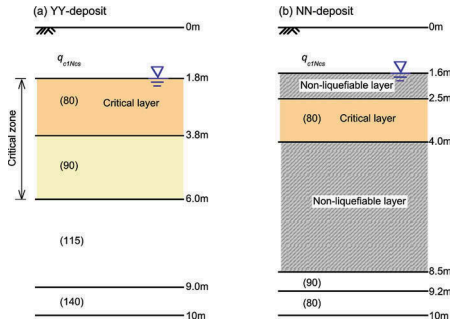 (a) YY-deposit
0m
qc1Ncs
1.8m
(80)
Critical layer
3.8m
Critical zone
(90)
6.0m
(115)
9.0m
(140)
10m
(b) NN-deposit
0m
qc1Ncs
1.6m
Non-liquefiable layer
2.5m
(80)
Critical layer
4.0m
Non-liquefiable layer
8.5m
(90)
9.2m
(80)
10m